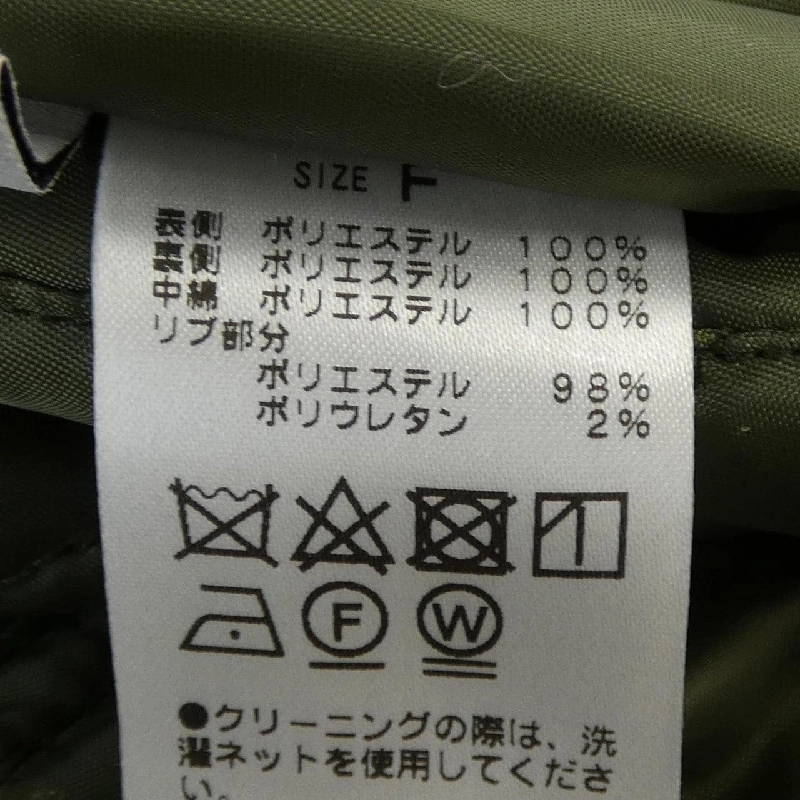 SIZE T
表側 ポリエステル 100%
裏側 ポリエステル 100%
中綿 ポリエステル 100%
リブ部分
ポリエステル 98%
ポリウレタン 2%
F W
●クリーニングの際は、洗
濯ネットを使用してくださ
い。